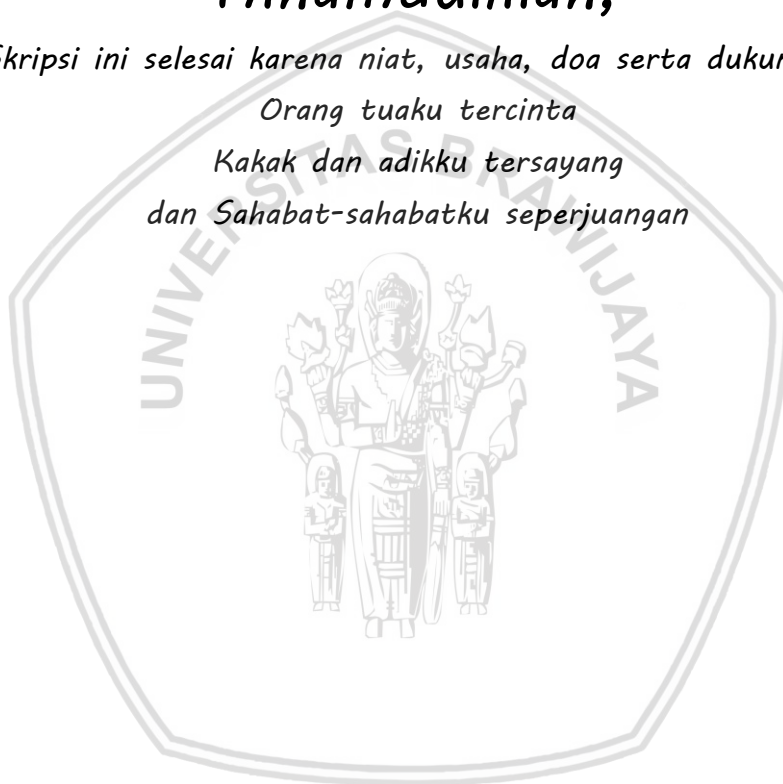 skripsi ini selesai karena niat, usaha, doa serta
Orang tuaku tercinta
Kakak dan adikku tersayang
dan Sahabat-sahabatku seperjuangan
UNIVERSITAS BRAWIJAYA